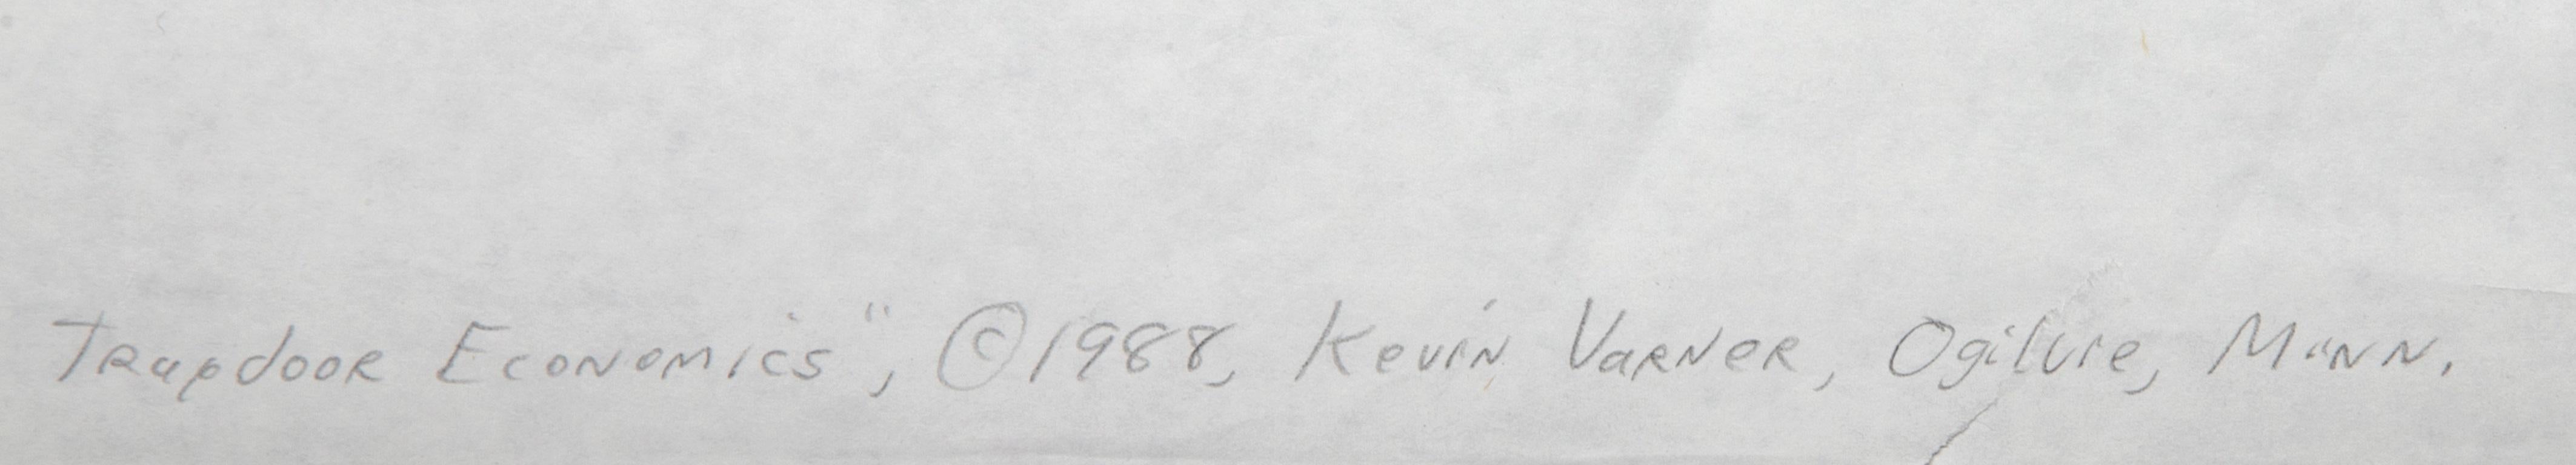 Trapdoor Economics", ©1988, Kevin Varner, Ogilvie, Minn.